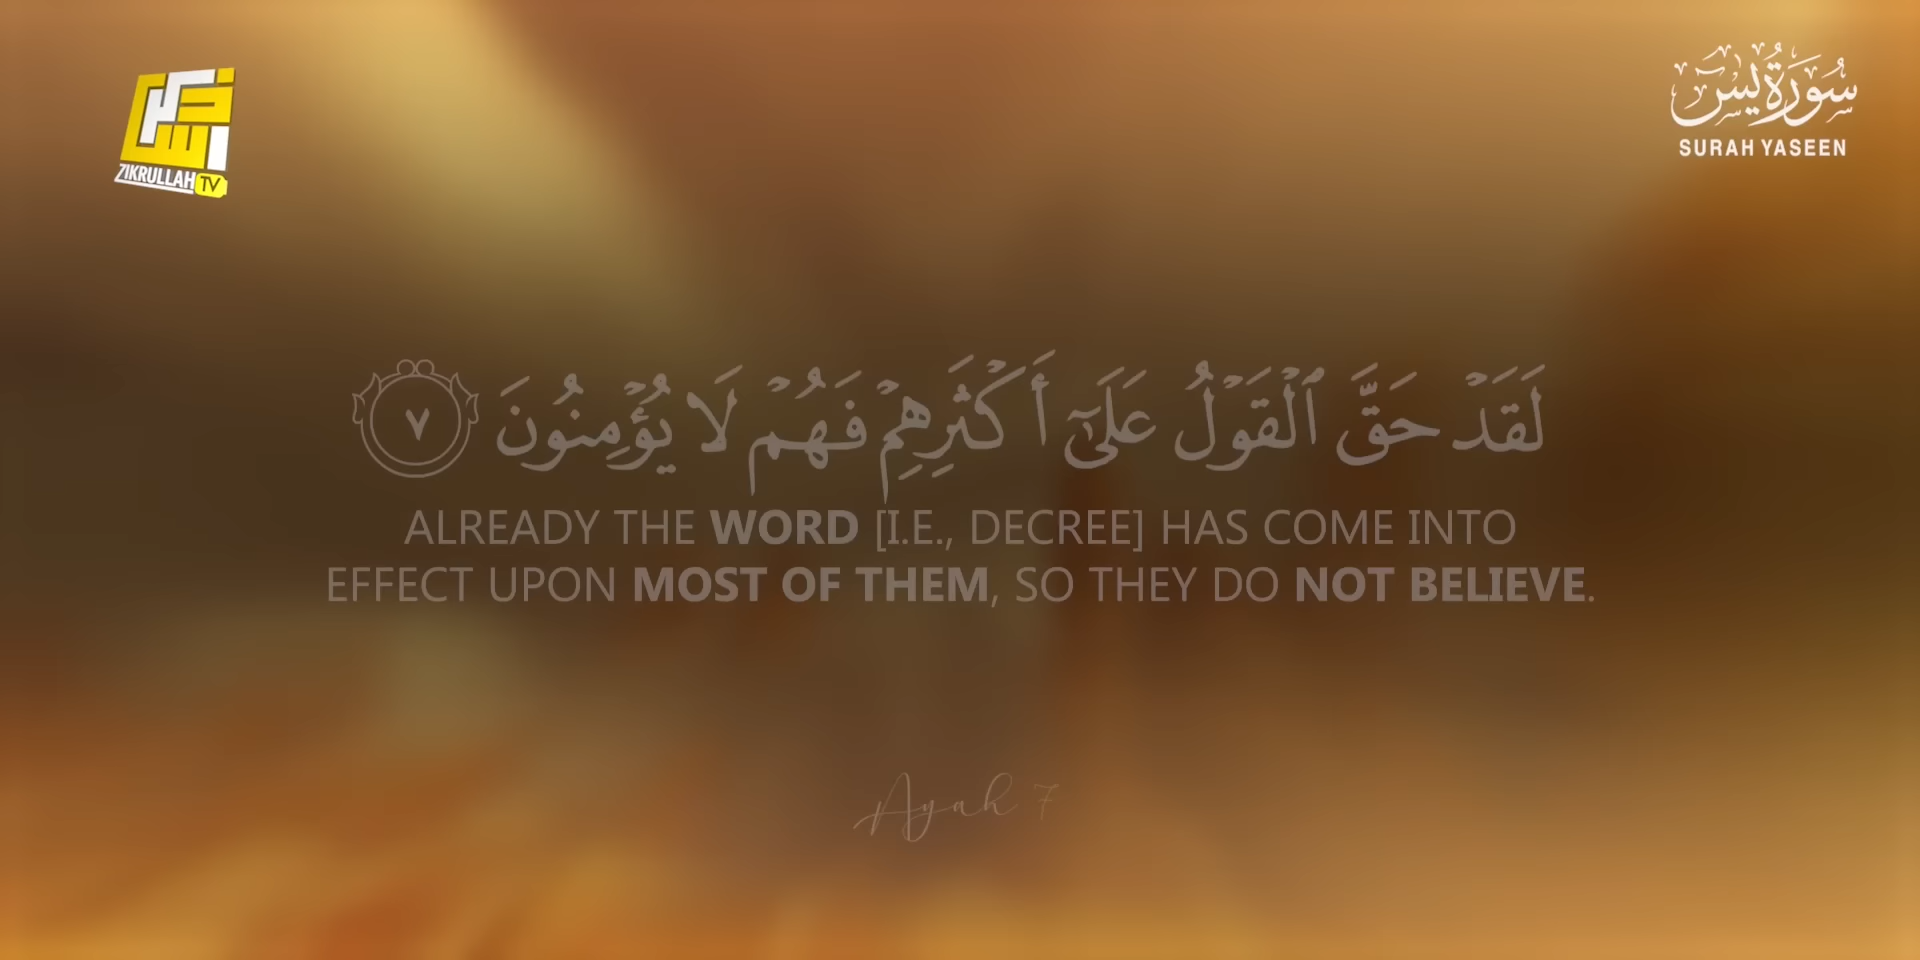 ZIKRULLAH TV
سُورَةُ يسٓ
SURAH YASEEN
لَقَدۡ حَقَّ ٱلۡقَوۡلُ عَلَىٰٓ أَكۡثَرِهِمۡ فَهُمۡ لَا يُؤۡمِنُونَ ٧
ALREADY THE WORD [I.E., DECREE] HAS COME INTO
EFFECT UPON MOST OF THEM, SO THEY DO NOT BELIEVE.
Ayah 7